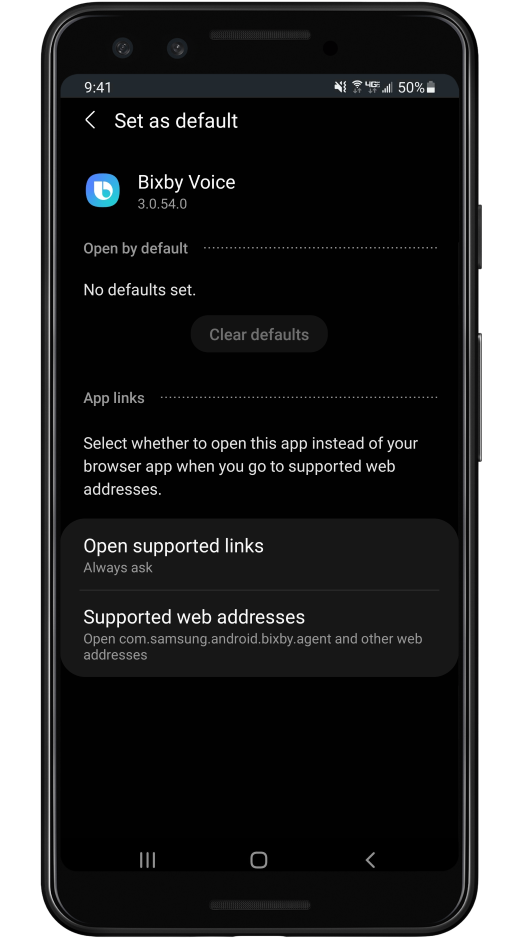 9:41
4GE
50%
Set as default
Bixby Voice
3.0.54.0
Open by default
No defaults set.
Clear defaults
App links
Select whether to open this app instead of your
browser app when you go to supported web
addresses.
Open supported links
Always ask
Supported web addresses
Open com.samsung.android.bixby.agent and other web
addresses